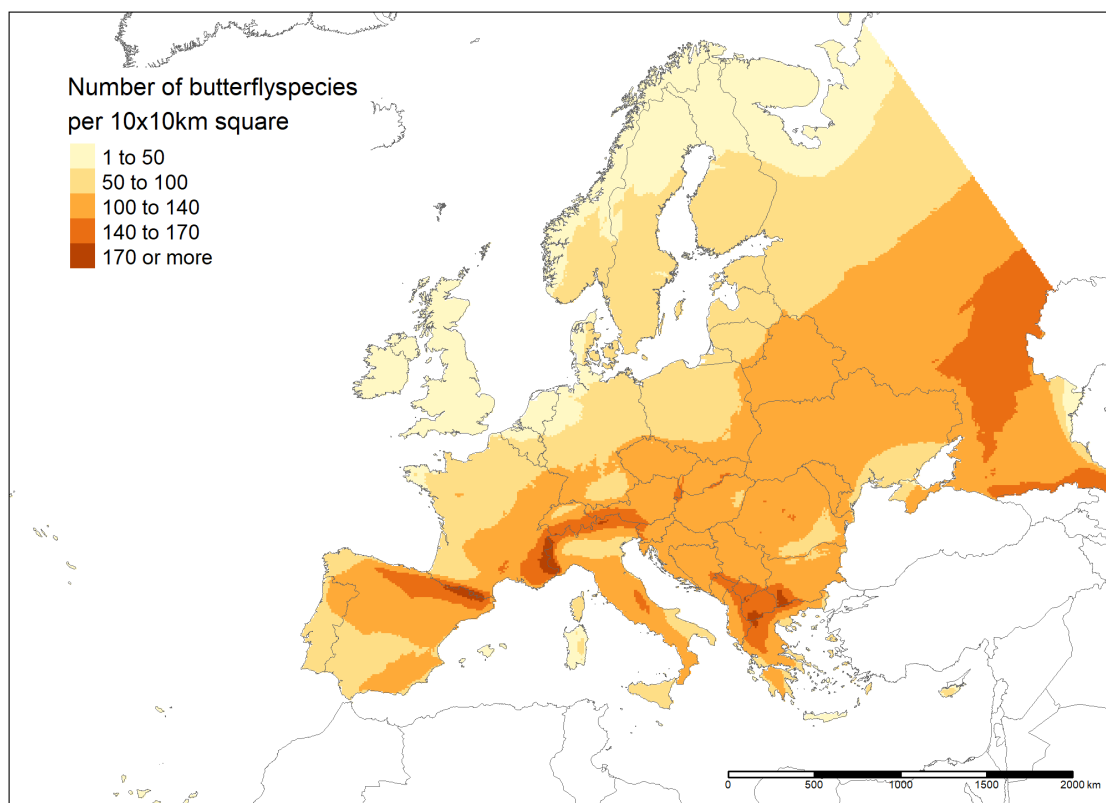 Number of butterflyspecies
per 10x10km square
1 to 50
50 to 100
100 to 140
140 to 170
170 or more
0 500 1000 1500 2000 km